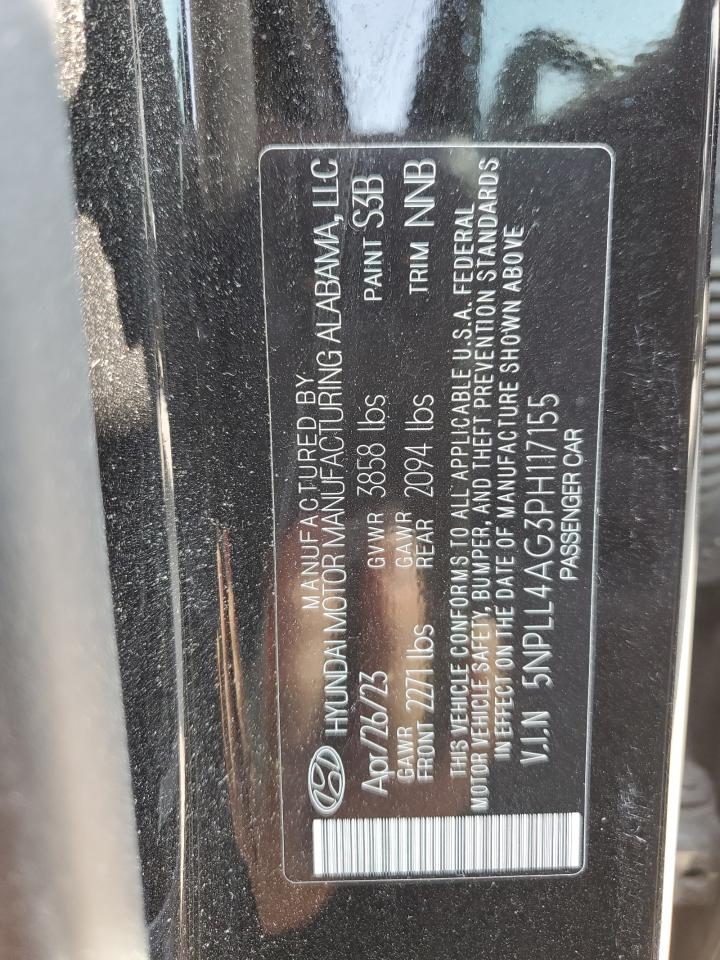 MANUFACTURED BY
HYUNDAI MOTOR MANUFACTURING ALABAMA, LLC
Apr/26/23 GVWR 3858 lbs PAINT S3B
GAWR FRONT 2271 lbs GAWR REAR 2094 lbs TRIM NNB
THIS VEHICLE CONFORMS TO ALL APPLICABLE U.S.A. FEDERAL
MOTOR VEHICLE SAFETY, BUMPER, AND THEFT PREVENTION STANDARDS
IN EFFECT ON THE DATE OF MANUFACTURE SHOWN ABOVE
V.I.N 5NPLL4AG3PH117155
PASSENGER CAR